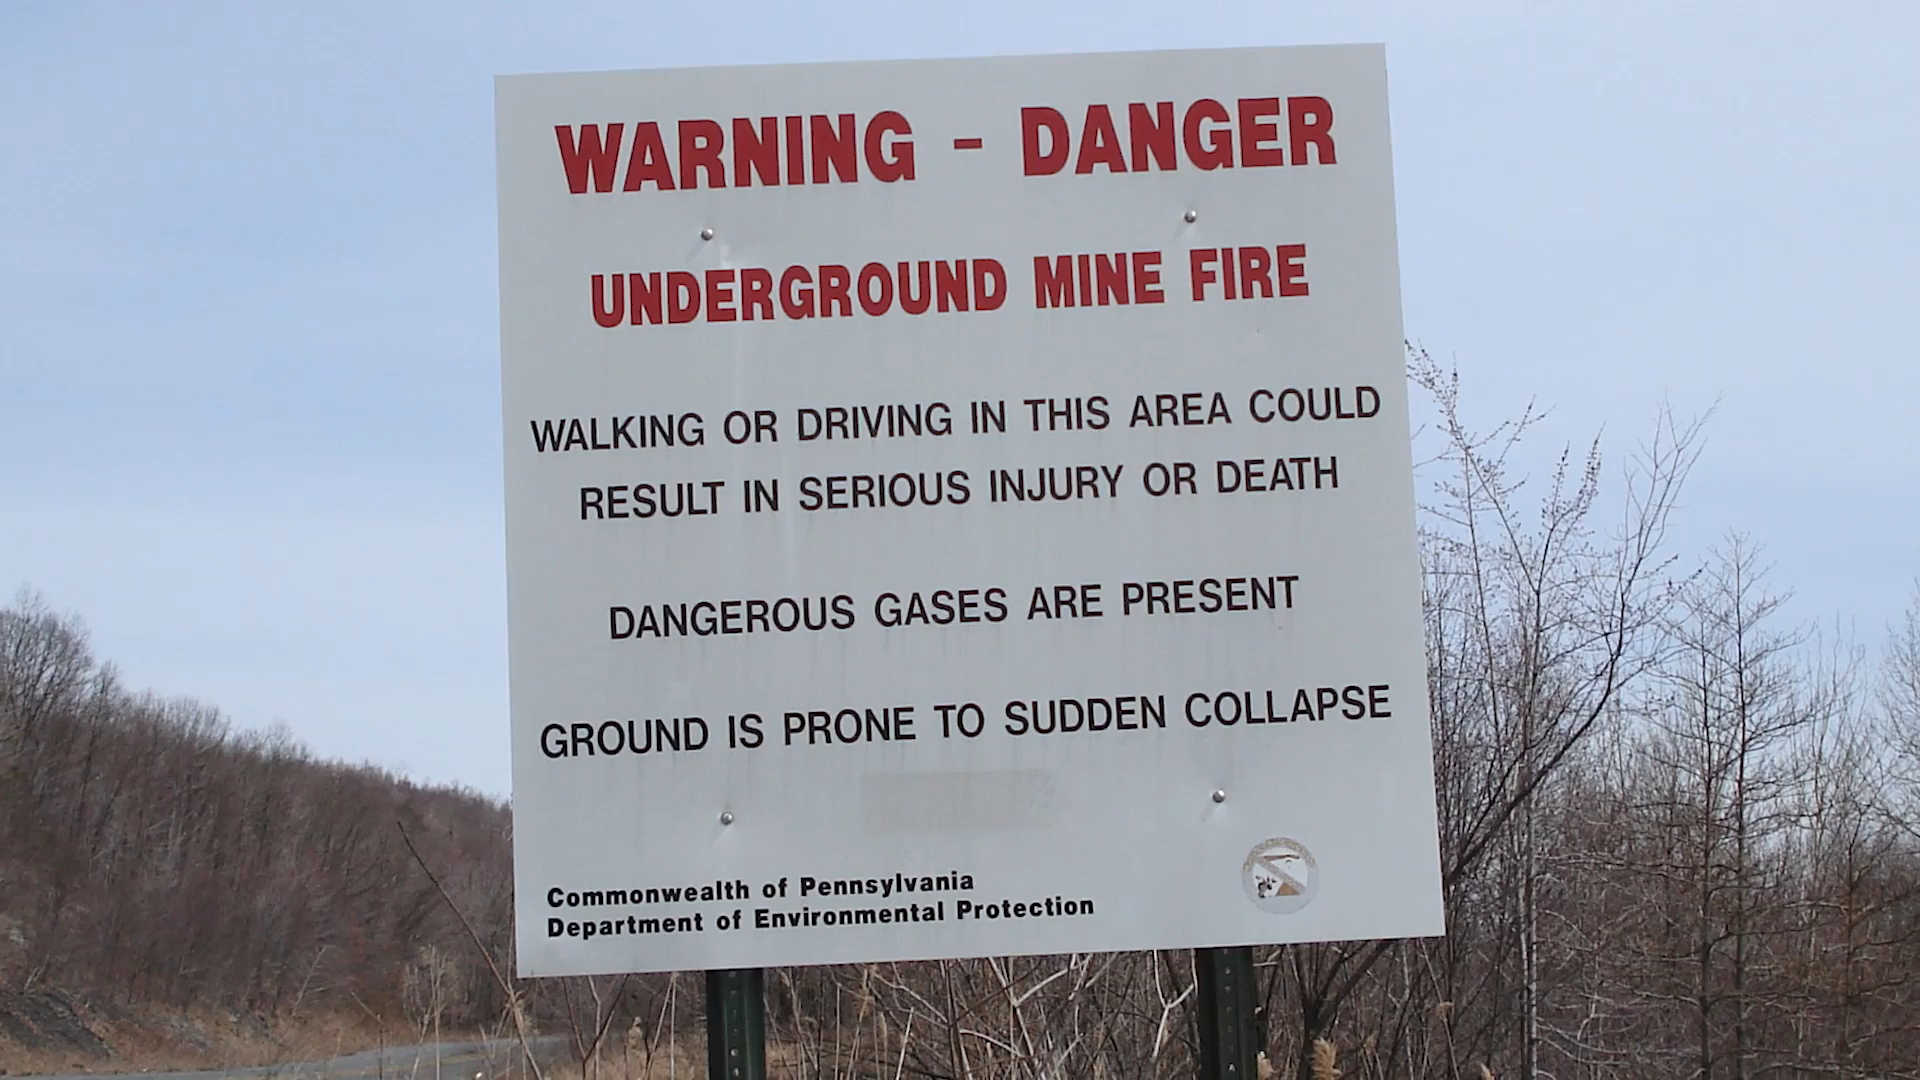 WARNING - DANGER
UNDERGROUND MINE FIRE
WALKING OR DRIVING IN THIS AREA COULD
RESULT IN SERIOUS INJURY OR DEATH
DANGEROUS GASES ARE PRESENT
GROUND IS PRONE TO SUDDEN COLLAPSE
Commonwealth of Pennsylvania
Department of Environmental Protection